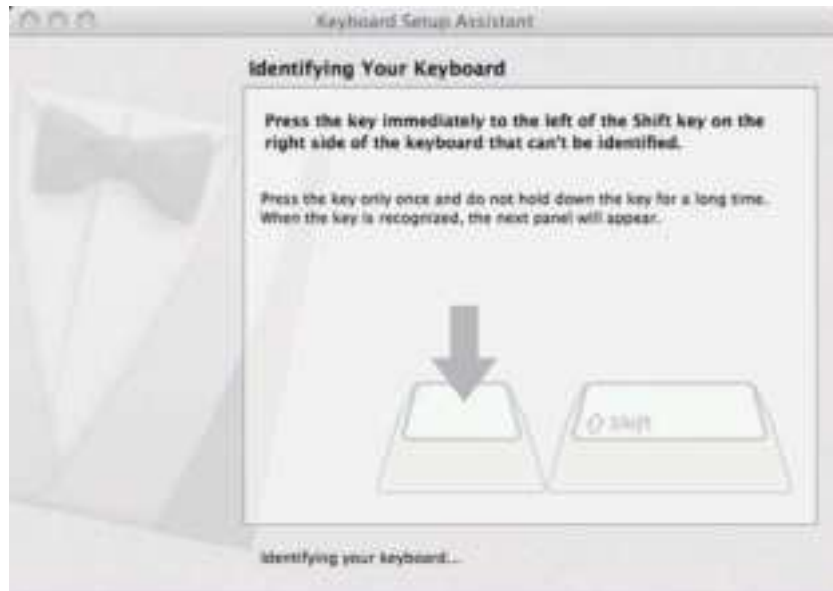 Keyboard Setup Assistant
Identifying Your Keyboard
Press the key immediately to the left of the Shift key on the
right side of the keyboard that can't be identified.
Press the key only once and do not hold down the key for a long time.
When the key is recognized, the next panel will appear.
Shift
Identifying your keyboard...